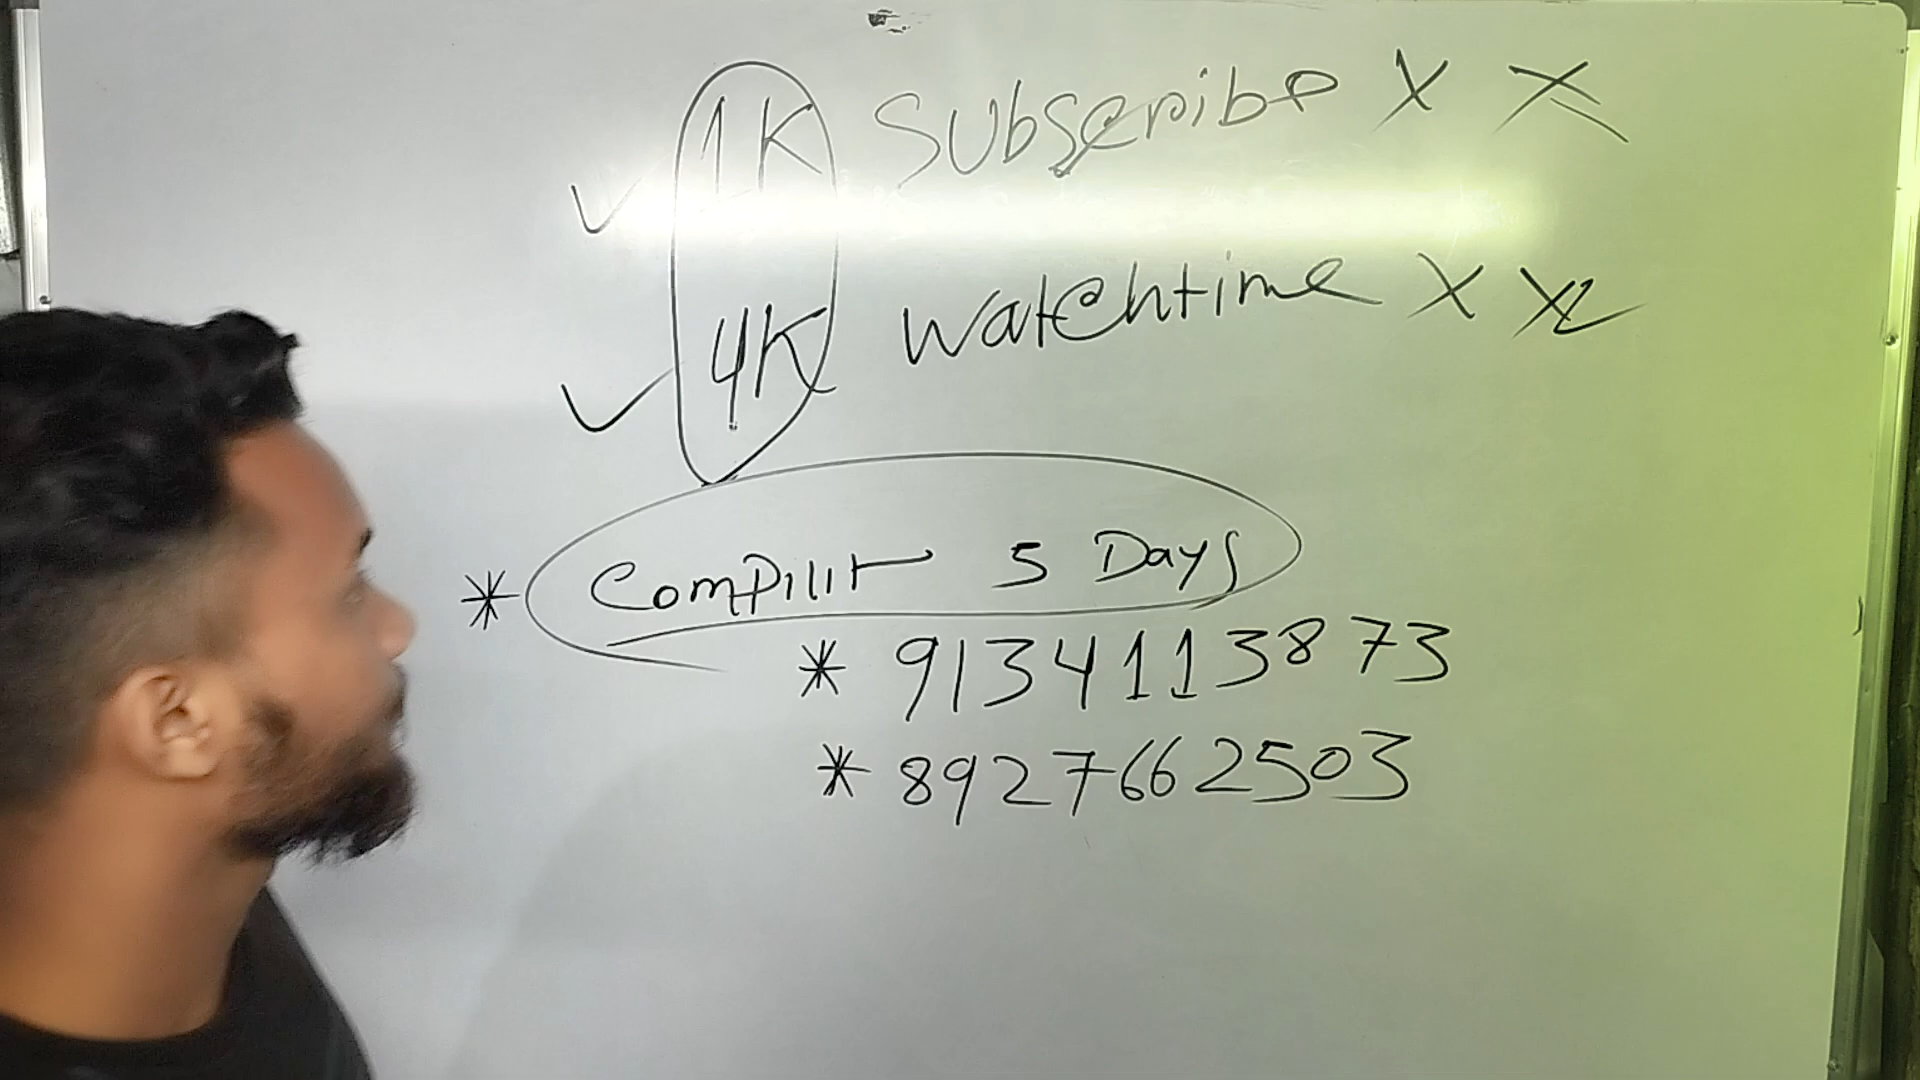 1K Subscribe X X
4K Watchtime X X
* Compilit 5 Days
* 9134113873
* 8927662503